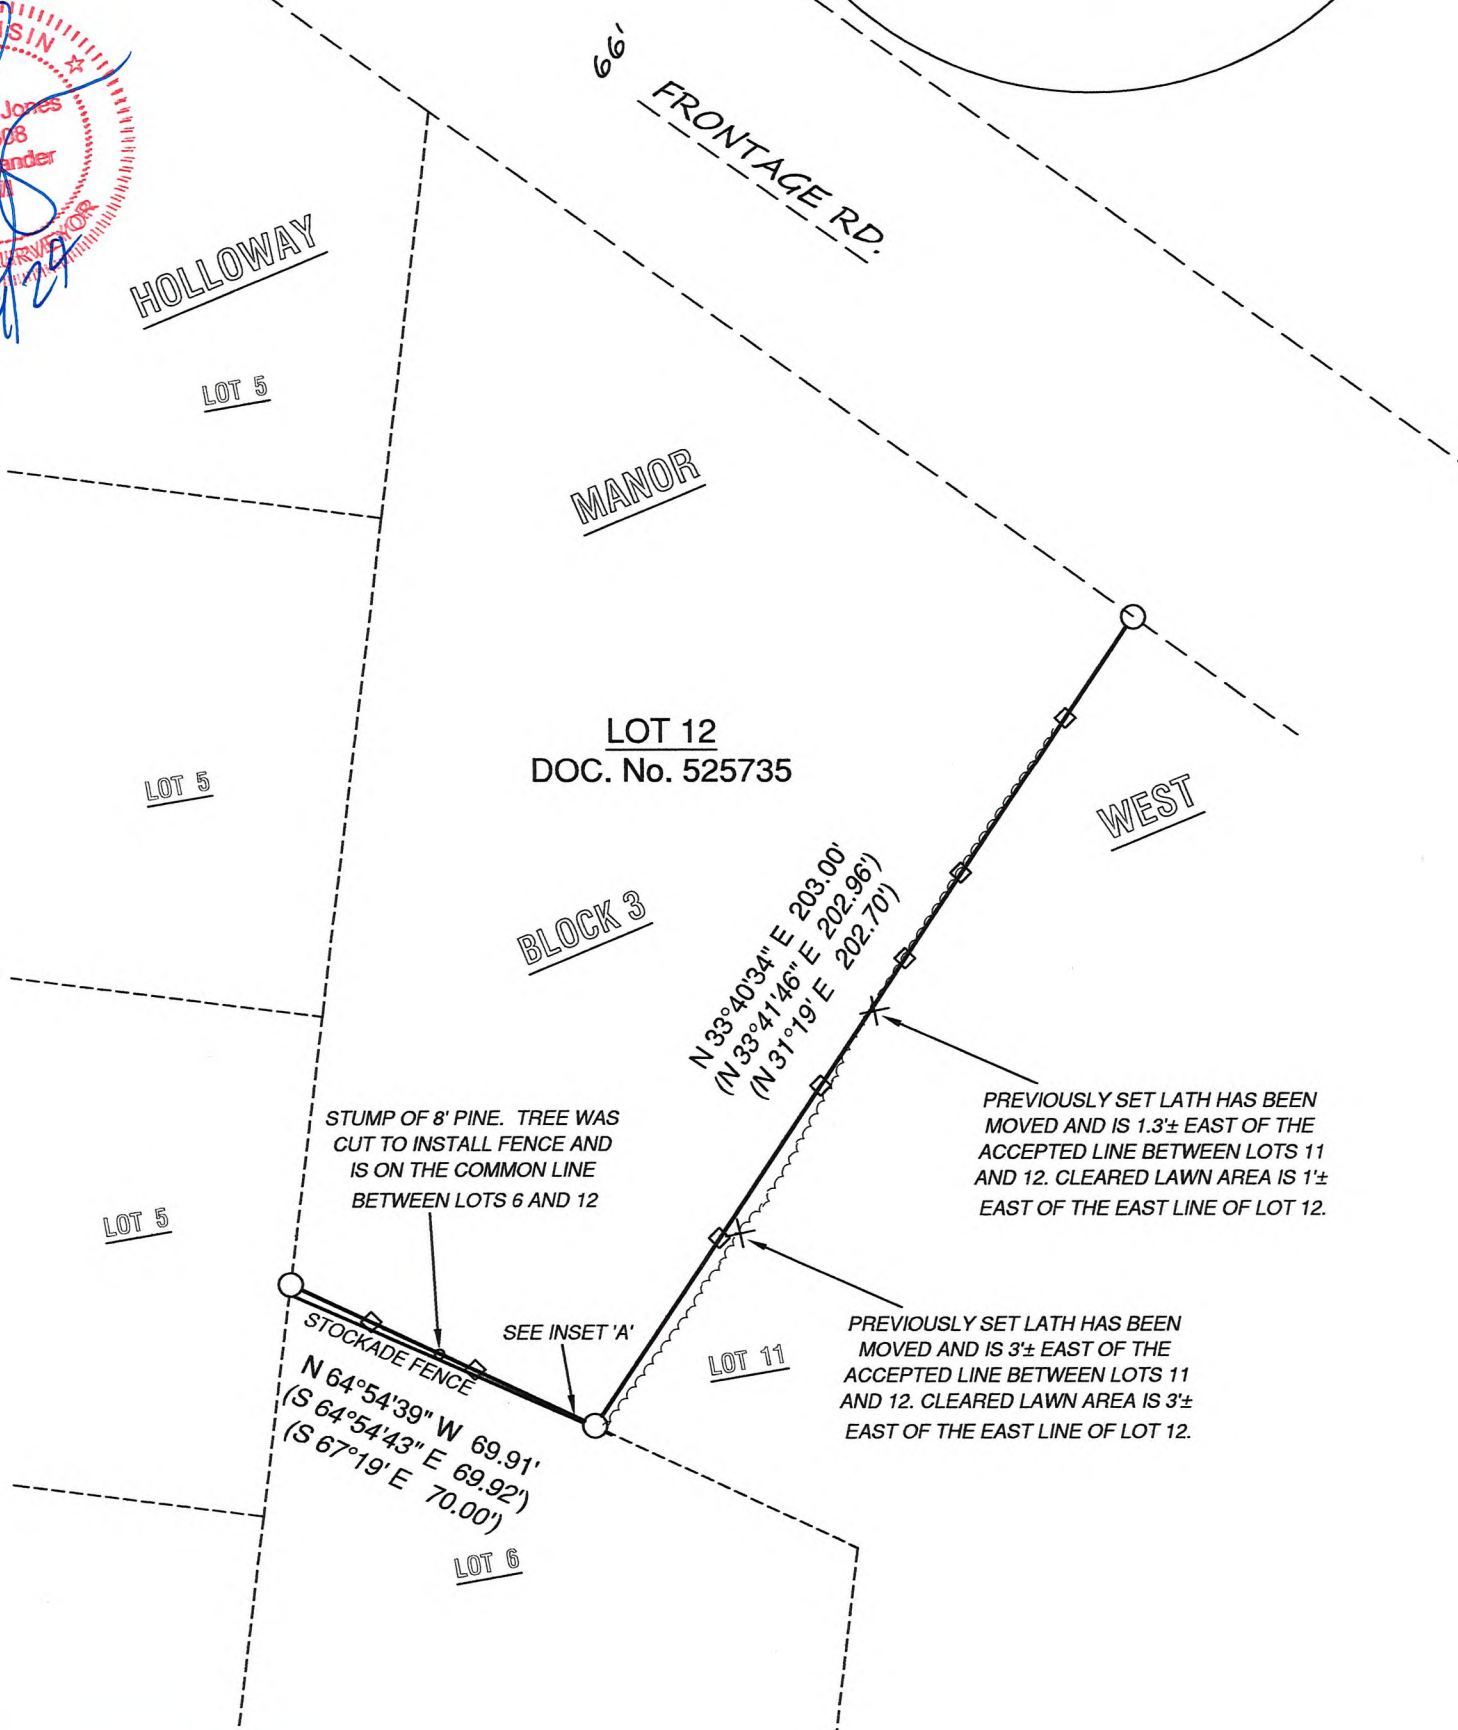 SIN ☆
Jones
ander
WI
66'
FRONTAGE RD.
HOLLOWAY
LOT 5
MANOR
LOT 12
DOC. No. 525735
LOT 5
WEST
BLOCK 3
N 33°40'34" E 203.00'
(N 33°41'46" E 202.96')
(N 31°19' E 202.70')
PREVIOUSLY SET LATH HAS BEEN
MOVED AND IS 1.3'± EAST OF THE
ACCEPTED LINE BETWEEN LOTS 11
AND 12. CLEARED LAWN AREA IS 1'±
EAST OF THE EAST LINE OF LOT 12.
STUMP OF 8' PINE. TREE WAS
CUT TO INSTALL FENCE AND
IS ON THE COMMON LINE
BETWEEN LOTS 6 AND 12
LOT 5
SEE INSET 'A'
STOCKADE FENCE
N 64°54'39" W 69.91'
(S 64°54'43" E 69.92')
(S 67°19' E 70.00')
LOT 11
PREVIOUSLY SET LATH HAS BEEN
MOVED AND IS 3'± EAST OF THE
ACCEPTED LINE BETWEEN LOTS 11
AND 12. CLEARED LAWN AREA IS 3'±
EAST OF THE EAST LINE OF LOT 12.
LOT 6